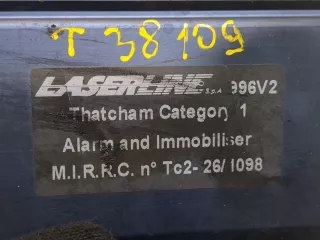 T 38109
LASERLINE S.p.A. 996V2
Thatcham Category 1
Alarm and Immobiliser
M.I.R.R.C. n° Tc2- 26/1098